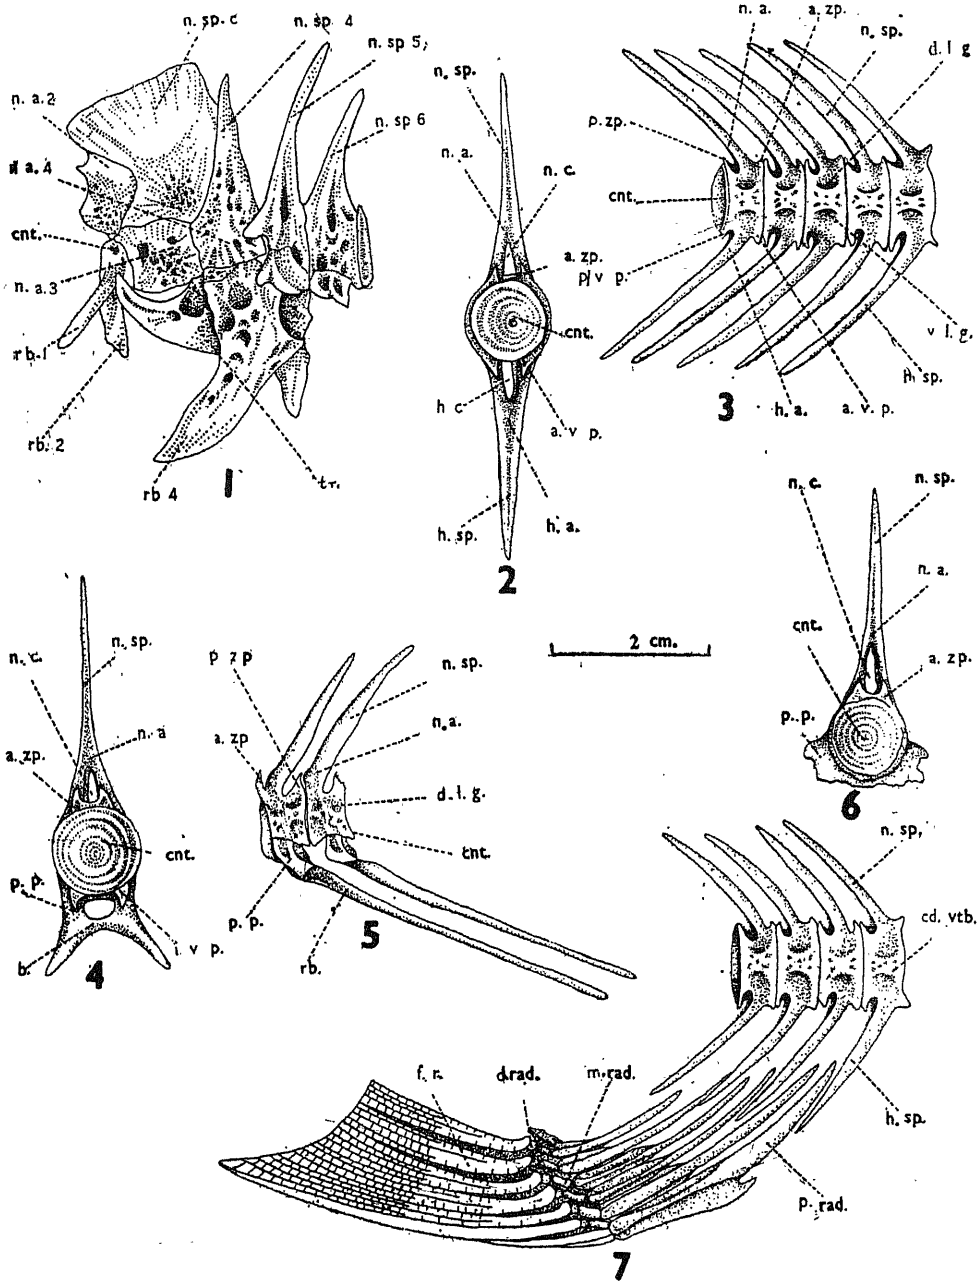 n. sp. c
n. sp. 4
n. sp 5,
n. sp 6
n. a. 2
n. a. 4
cnt.
n. a. 3
rb. 1
rb. 2
rb 4
tr.
1
n. sp.
n. a.
n. c.
a. zp.
cnt.
h c
a. v p.
h. sp.
h. a.
2
n. a.
a. zp.
n. sp.
d. l g
p. zp.
cnt.
p v p.
v l. g.
h. sp.
h. a.
a. v. p.
3
2 cm.
n. c.
n. sp.
n. a
a. zp.
cnt.
p. p.
b.
i. v p.
4
p z p
n. sp.
a. zp
n. a.
d. l. g.
cnt.
p. p.
rb.
5
n. c.
n. sp.
n. a.
cnt.
a. zp.
p. p.
6
n. sp,
cd. vtb.
f. r.
d.rad.
m.rad.
h. sp.
p. rad.
7